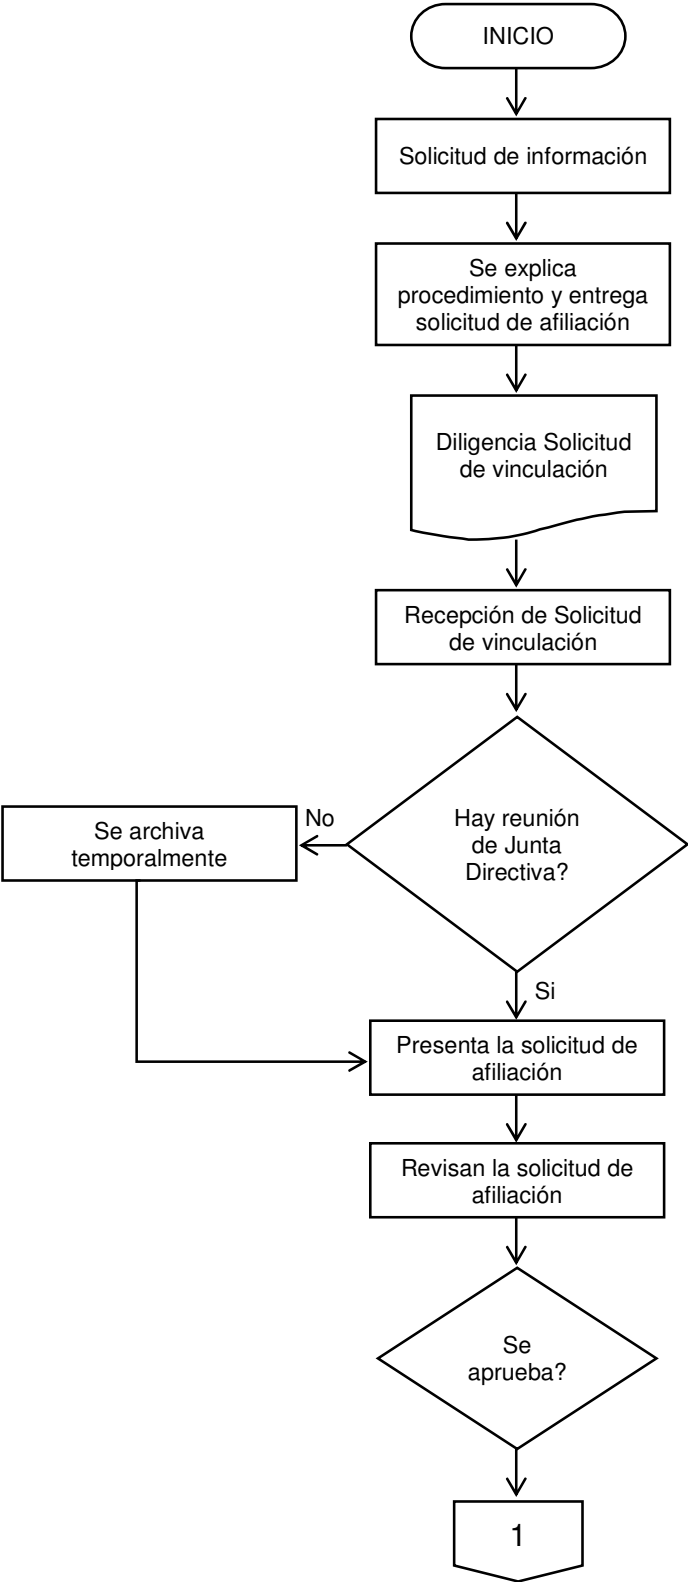 INICIO
Solicitud de información
Se explica
procedimiento y entrega
solicitud de afiliación
Diligencia Solicitud
de vinculación
Recepción de Solicitud
de vinculación
Hay reunión
de Junta
Directiva?
No
Se archiva
temporalmente
Si
Presenta la solicitud de
afiliación
Revisan la solicitud de
afiliación
Se
aprueba?
1